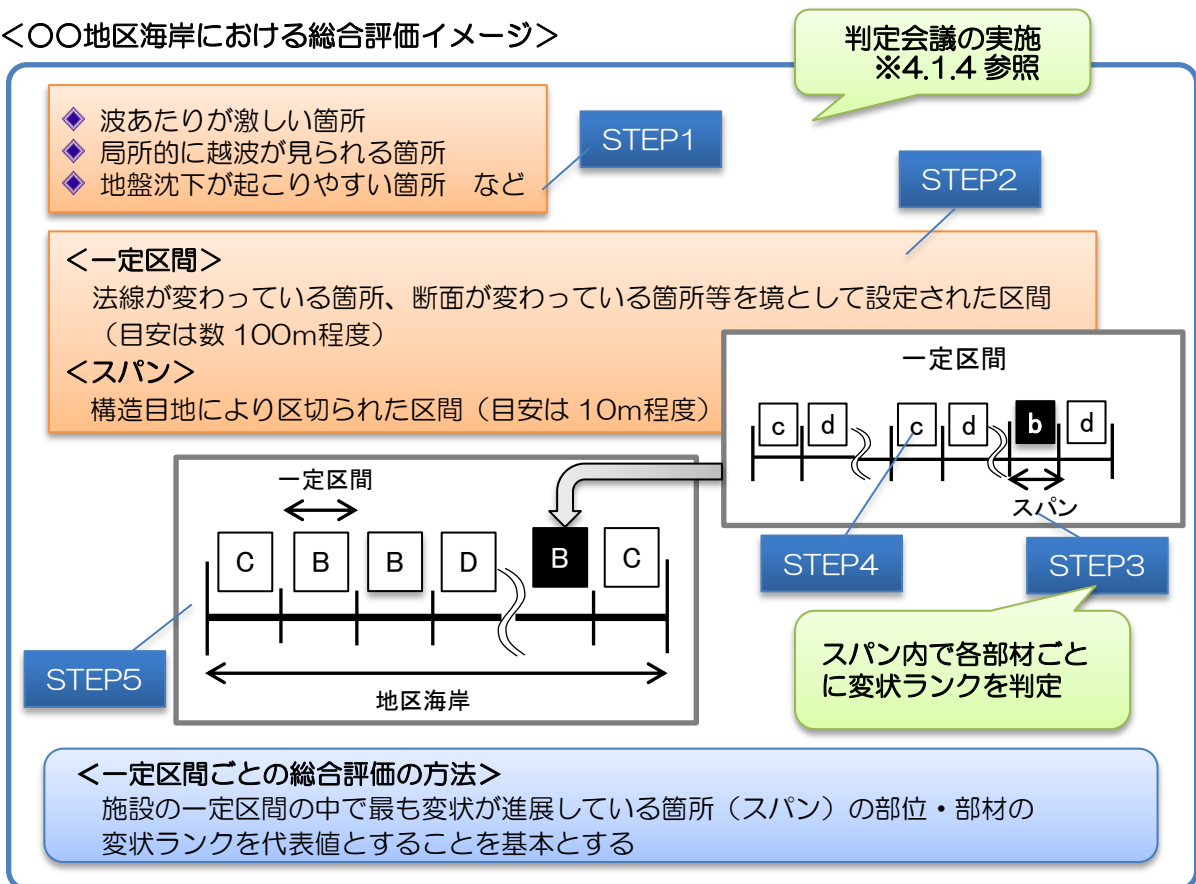 <〇〇地区海岸における総合評価イメージ>
判定会議の実施
※4.1.4 参照
波あたりが激しい箇所
局所的に越波が見られる箇所
地盤沈下が起こりやすい箇所　など
STEP1
STEP2
<一定区間>
法線が変わっている箇所、断面が変わっている箇所等を境として設定された区間
（目安は数 100m程度）
<スパン>
構造目地により区切られた区間（目安は 10m程度）
一定区間
c d c d b d
スパン
STEP4
STEP3
スパン内で各部材ごと
に変状ランクを判定
一定区間
C B B D B C
地区海岸
STEP5
<一定区間ごとの総合評価の方法>
施設の一定区間の中で最も変状が進展している箇所（スパン）の部位・部材の
変状ランクを代表値とすることを基本とする